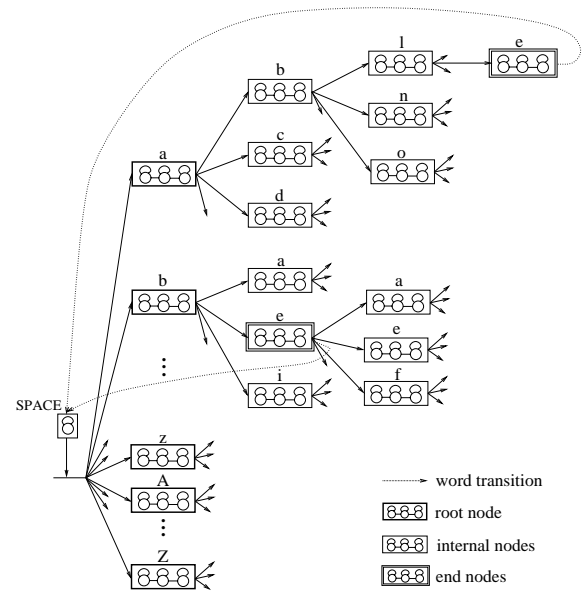 l
e
b
n
a
c
o
d
b
a
a
e
e
i
f
SPACE
z
A
Z
word transition
root node
internal nodes
end nodes